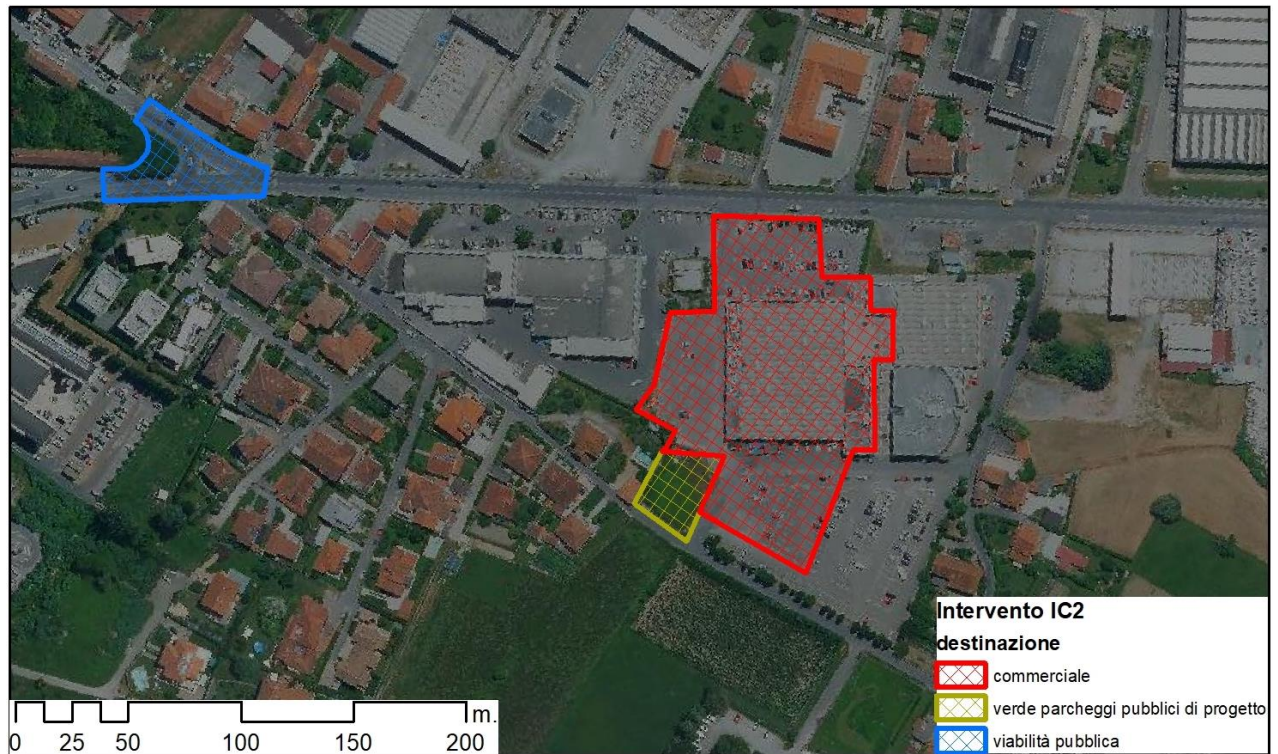 Intervento IC2
destinazione
commerciale
verde parcheggi pubblici di progetto
viabilità pubblica
0 25 50 100 150 200 m.